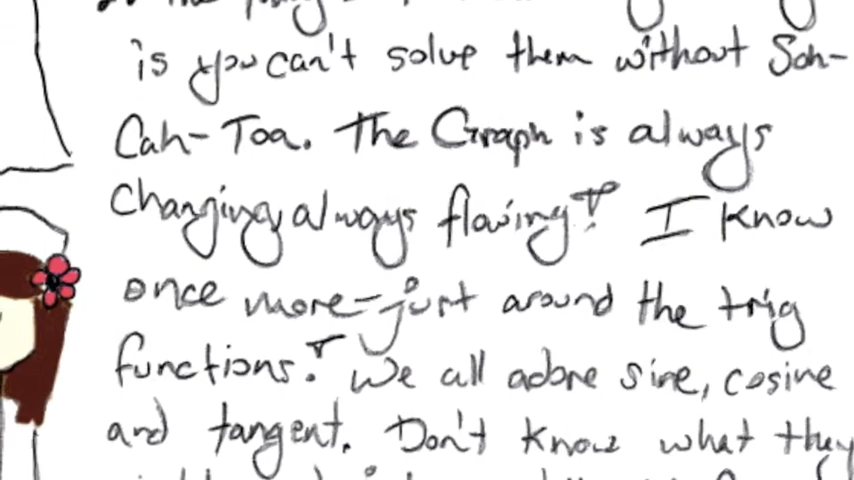 is you can't solve them without Soh-
Cah-Toa. The Graph is always
changing always flowing! I know
once more-just around the trig
functions! We all adore sine, cosine
and tangent. Don't know what they